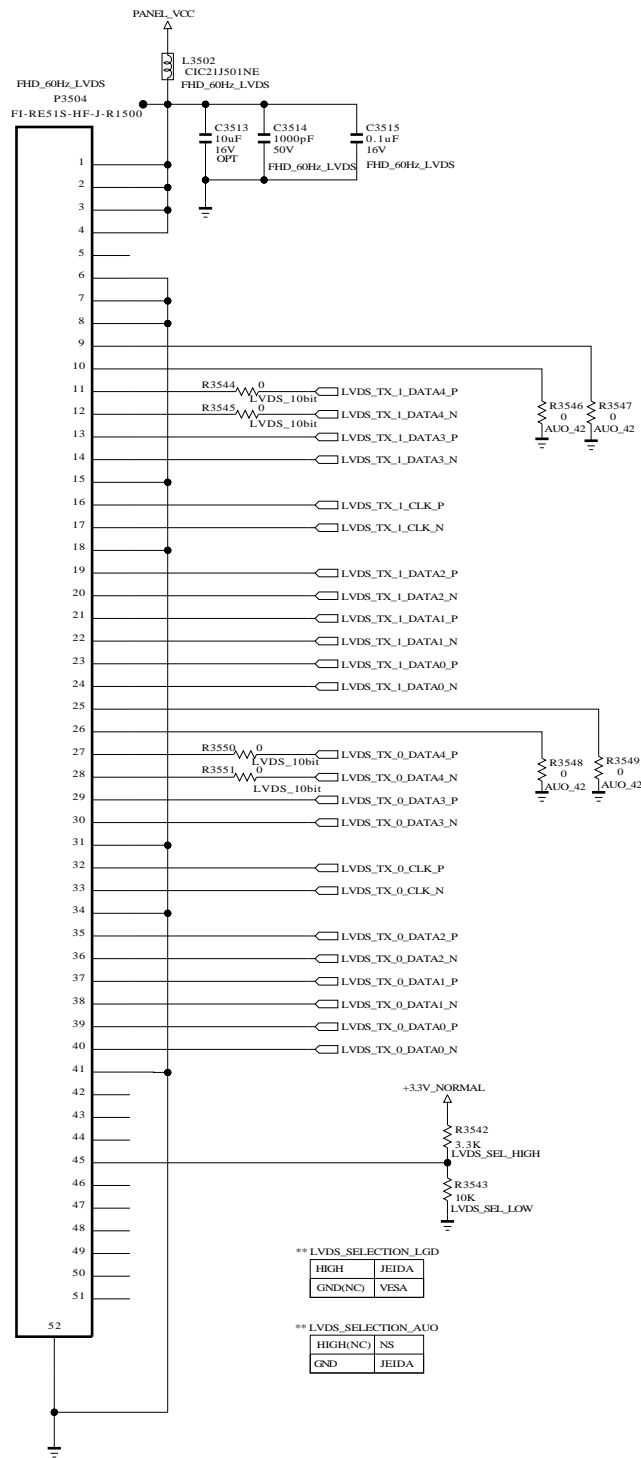 PANEL_VCC
L3502
CIC21J501NE
FHD_60Hz_LVDS
FHD_60Hz_LVDS
P3504
FI-RE51S-HF-J-R1500
C3513
10uF
16V
OPT
C3514
1000pF
50V
FHD_60Hz_LVDS
C3515
0.1uF
16V
FHD_60Hz_LVDS
1
2
3
4
5
6
7
8
9
10
11 R3544 0 LVDS_TX_1_DATA4_P
LVDS_10bit
12 R3545 0 LVDS_TX_1_DATA4_N
LVDS_10bit
R3546
0
AUO_42
R3547
0
AUO_42
13 LVDS_TX_1_DATA3_P
14 LVDS_TX_1_DATA3_N
15
16 LVDS_TX_1_CLK_P
17 LVDS_TX_1_CLK_N
18
19 LVDS_TX_1_DATA2_P
20 LVDS_TX_1_DATA2_N
21 LVDS_TX_1_DATA1_P
22 LVDS_TX_1_DATA1_N
23 LVDS_TX_1_DATA0_P
24 LVDS_TX_1_DATA0_N
25
26
27 R3550 0 LVDS_TX_0_DATA4_P
LVDS_10bit
28 R3551 0 LVDS_TX_0_DATA4_N
LVDS_10bit
R3548
0
AUO_42
R3549
0
AUO_42
29 LVDS_TX_0_DATA3_P
30 LVDS_TX_0_DATA3_N
31
32 LVDS_TX_0_CLK_P
33 LVDS_TX_0_CLK_N
34
35 LVDS_TX_0_DATA2_P
36 LVDS_TX_0_DATA2_N
37 LVDS_TX_0_DATA1_P
38 LVDS_TX_0_DATA1_N
39 LVDS_TX_0_DATA0_P
40 LVDS_TX_0_DATA0_N
41
42
43
44
45
46
47
48
49
50
51
52
+3.3V_NORMAL
R3542
3.3K
LVDS_SEL_HIGH
R3543
10K
LVDS_SEL_LOW
** LVDS_SELECTION_LGD
HIGH JEIDA
GND(NC) VESA
** LVDS_SELECTION_AUO
HIGH(NC) NS
GND JEIDA